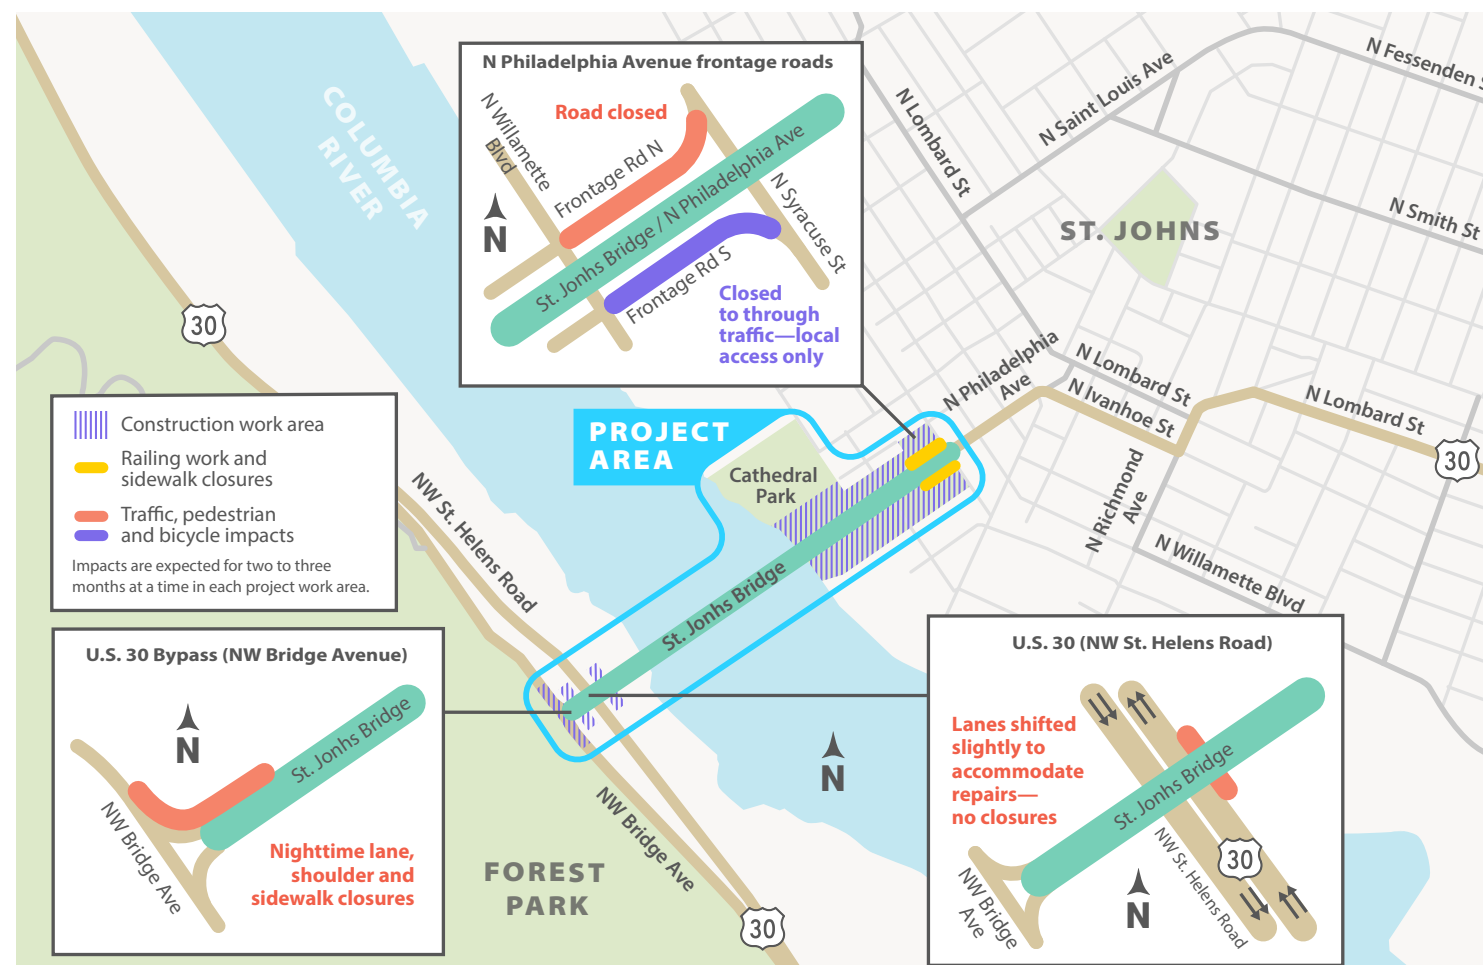 N Philadelphia Avenue frontage roads
Road closed
N Willamette
Blvd
Frontage Rd N
St. Jonhs Bridge / N Philadelphia Ave
N Syracuse St
Frontage Rd S
N
Closed
to through
traffic—local
access only
COLUMBIA
RIVER
N Lombard St
N Saint Louis Ave
N Fessenden S
N Smith St
ST. JOHNS
30
Construction work area
Railing work and
sidewalk closures
Traffic, pedestrian
and bicycle impacts
Impacts are expected for two to three
months at a time in each project work area.
PROJECT
AREA
Cathedral
Park
N Philadelphia
Ave
N Lombard St
N Ivanhoe St
N Lombard St
30
N Richmond
Ave
N Willamette Blvd
NW St. Helens Road
St. Jonhs Bridge
N
NW Bridge Ave
FOREST
PARK
30
U.S. 30 Bypass (NW Bridge Avenue)
N
St. Jonhs Bridge
NW Bridge Ave
Nighttime lane,
shoulder and
sidewalk closures
U.S. 30 (NW St. Helens Road)
Lanes shifted
slightly to
accommodate
repairs—
no closures
St. Jonhs Bridge
NW St. Helens Road
30
NW Bridge
Ave
N